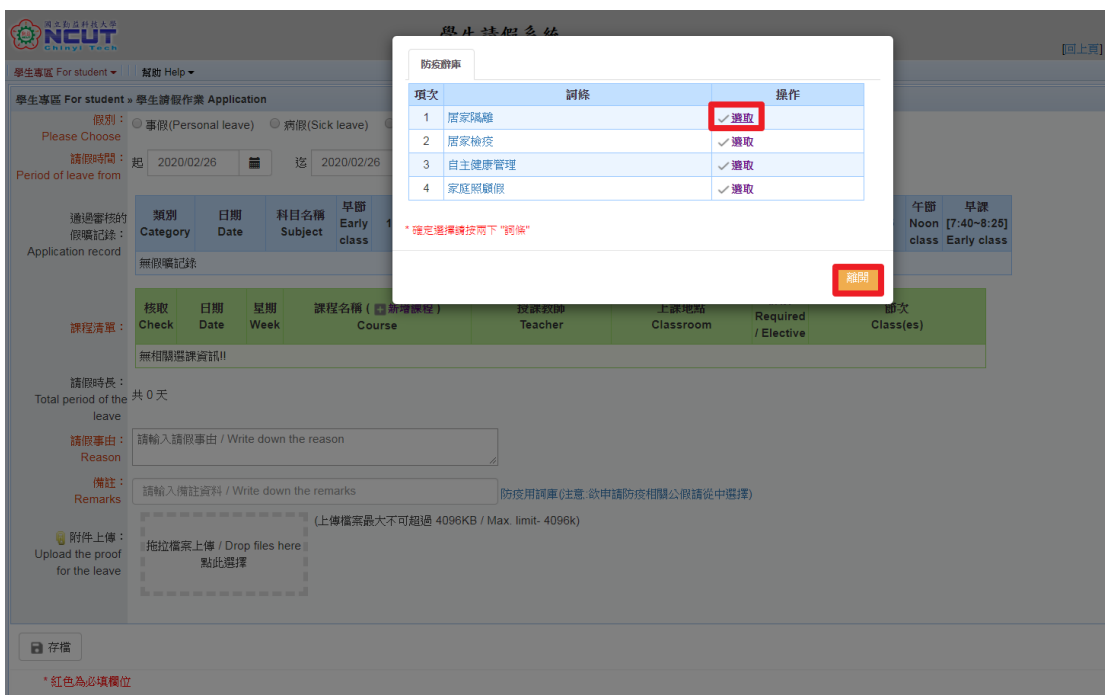 國立勤益科技大學
NCUT
Chinyi Tech
學生請假系統
[回上頁]
學生專區 For student
幫助 Help
學生專區 For student » 學生請假作業 Application
假別：
Please Choose
事假(Personal leave)
病假(Sick leave)
請假時間：
Period of leave from
起 2020/02/26
迄 2020/02/26
防疫辭庫
項次 詞條 操作
1 居家隔離 選取
2 居家檢疫 選取
3 自主健康管理 選取
4 家庭照顧假 選取
* 確定選擇請按兩下 "詞條"
離開
通過審核的
假曠記錄：
Application record
類別
Category
日期
Date
科目名稱
Subject
早節
Early
class
1
午節
Noon
class
早課
[7:40~8:25]
Early class
無假曠記錄
課程清單：
核取
Check
日期
Date
星期
Week
課程名稱 ( 新增課程 )
Course
授課教師
Teacher
上課地點
Classroom
Required
/ Elective
節次
Class(es)
無相關選課資訊!!
請假時長：
Total period of the
leave
共 0 天
請假事由：
Reason
請輸入請假事由 / Write down the reason
備註：
Remarks
請輸入備註資料 / Write down the remarks
防疫用詞庫(注意:欲申請防疫相關公假請從中選擇)
附件上傳：
Upload the proof
for the leave
拖拉檔案上傳 / Drop files here
點此選擇
(上傳檔案最大不可超過 4096KB / Max. limit- 4096k)
存檔
* 紅色為必填欄位